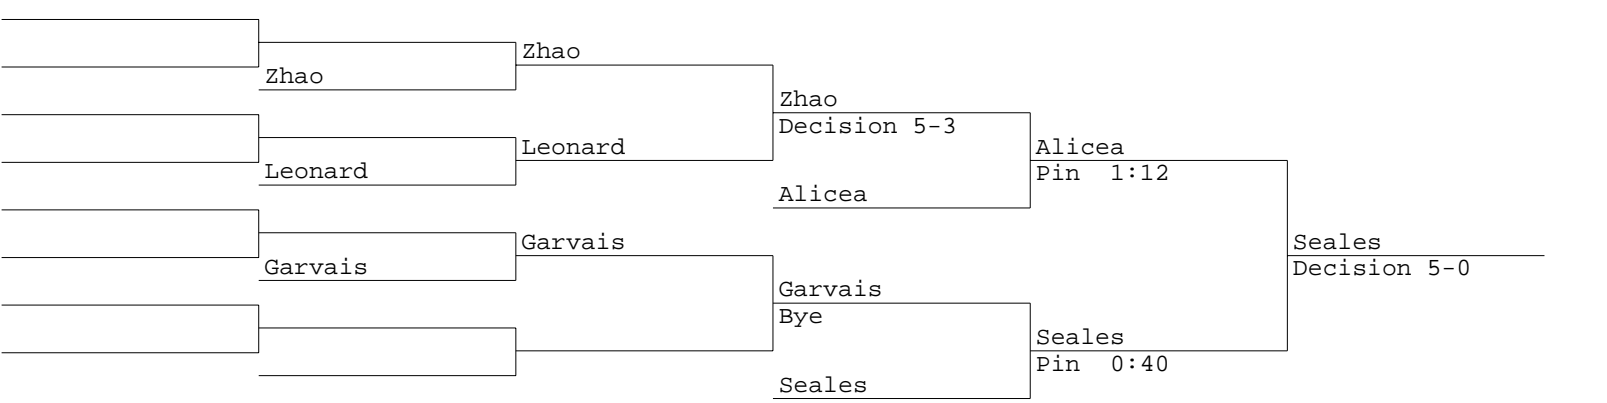 Zhao
Zhao
Zhao
Decision 5-3
Leonard
Leonard
Alicea
Pin  1:12
Alicea
Garvais
Garvais
Seales
Decision 5-0
Garvais
Bye
Seales
Pin  0:40
Seales